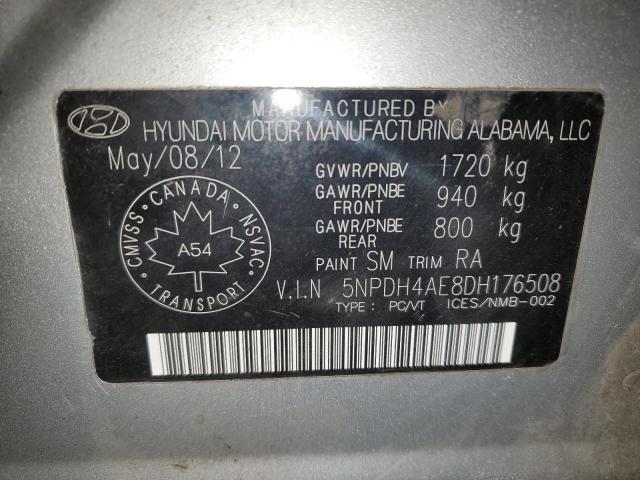 MANUFACTURED BY
HYUNDAI MOTOR MANUFACTURING ALABAMA, LLC
May/08/12
GVWR/PNBV 1720 kg
GAWR/PNBE FRONT 940 kg
GAWR/PNBE REAR 800 kg
PAINT SM TRIM RA
CANADA
CMVSS
NSVAC
A54
TRANSPORT
V.I.N 5NPDH4AE8DH176508
TYPE : PC/VT ICES/NMB-002